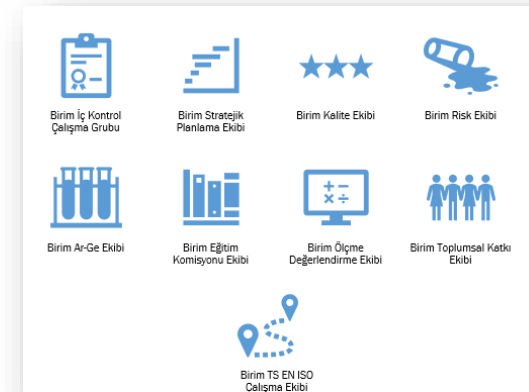 Birim İç Kontrol
Çalışma Grubu
Birim Stratejik
Planlama Ekibi
Birim Kalite Ekibi
Birim Risk Ekibi
Birim Ar-Ge Ekibi
Birim Eğitim
Komisyonu Ekibi
Birim Ölçme
Değerlendirme Ekibi
Birim Toplumsal Katkı
Ekibi
Birim TS EN ISO
Çalışma Ekibi